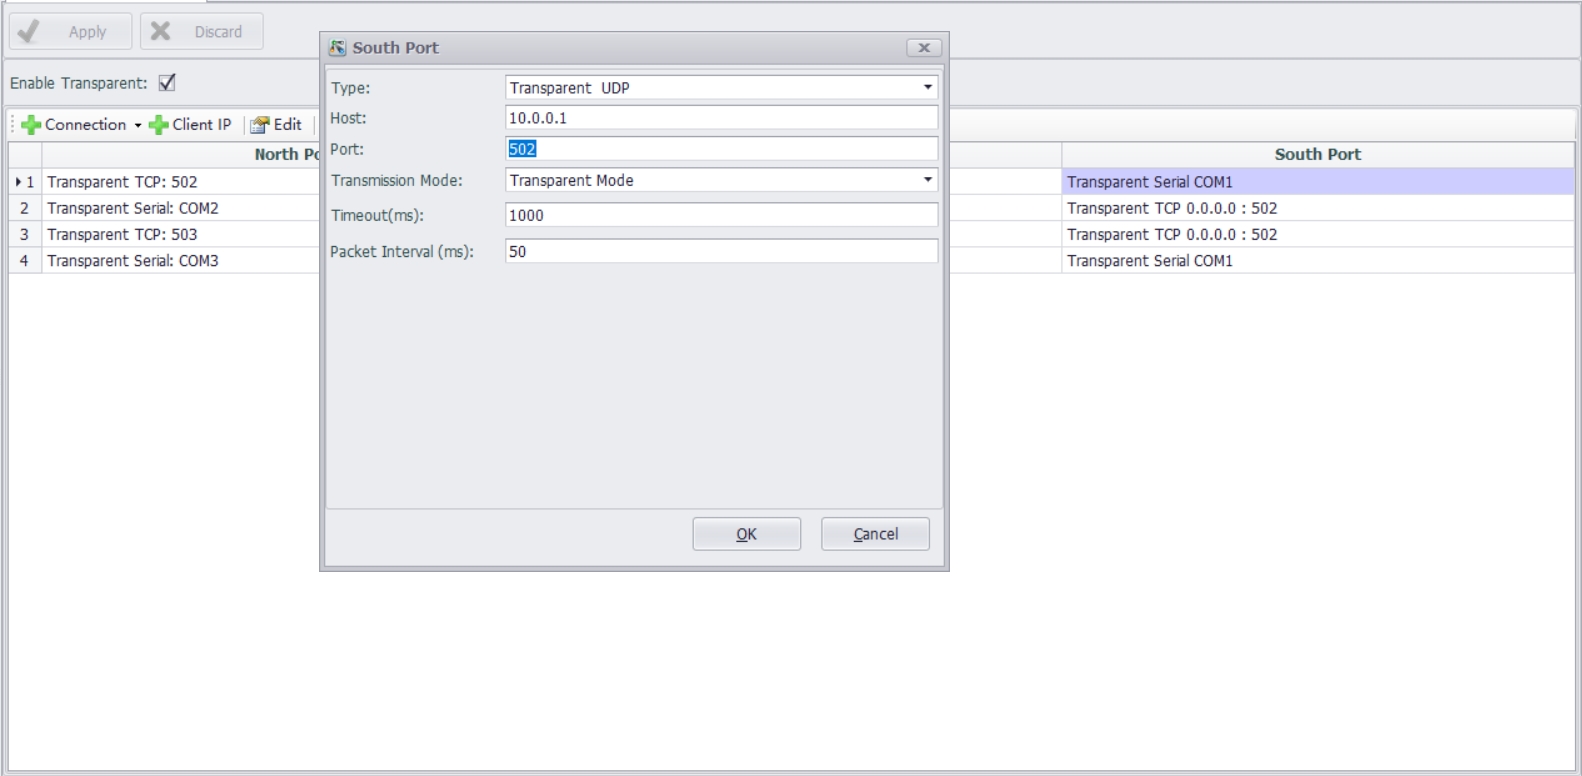 Apply Discard
Enable Transparent:
Connection Client IP Edit
South Port
Type: Transparent UDP
Host: 10.0.0.1
Port: 502
Transmission Mode: Transparent Mode
Timeout(ms): 1000
Packet Interval (ms): 50
OK Cancel
North Po South Port
1 Transparent TCP: 502 Transparent Serial COM1
2 Transparent Serial: COM2 Transparent TCP 0.0.0.0 : 502
3 Transparent TCP: 503 Transparent TCP 0.0.0.0 : 502
4 Transparent Serial: COM3 Transparent Serial COM1